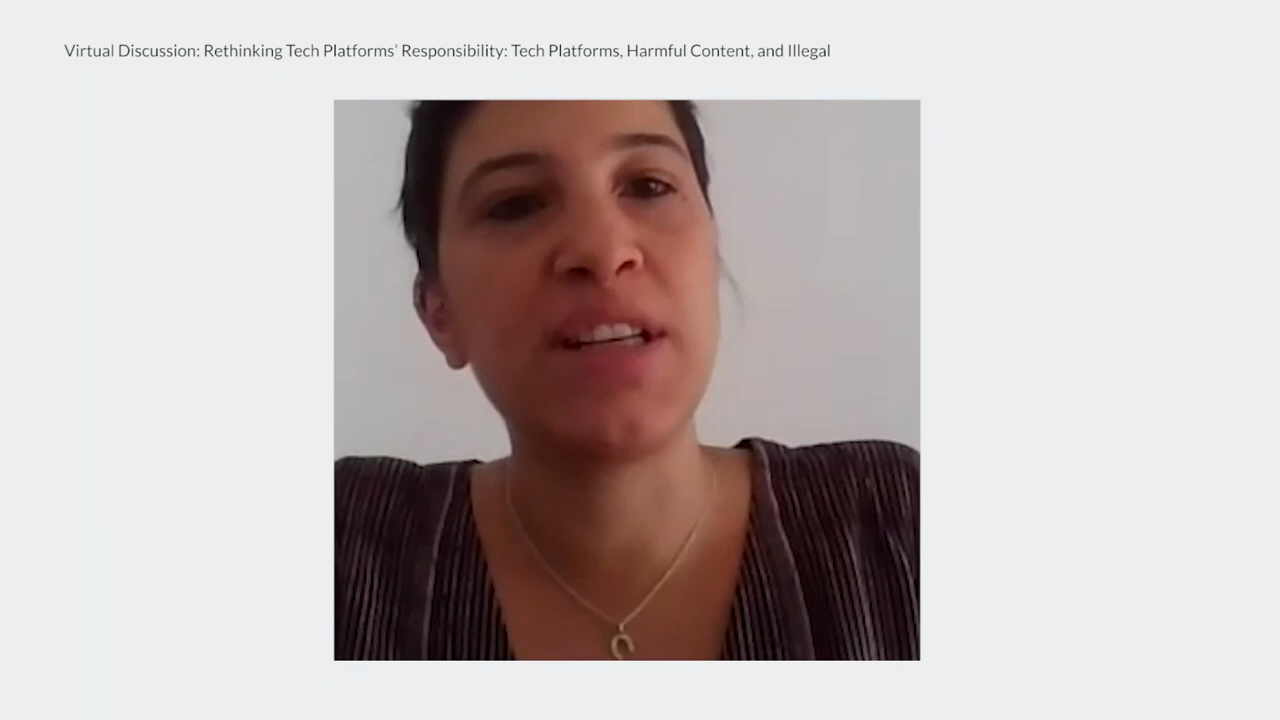 Virtual Discussion: Rethinking Tech Platforms’ Responsibility: Tech Platforms, Harmful Content, and Illegal